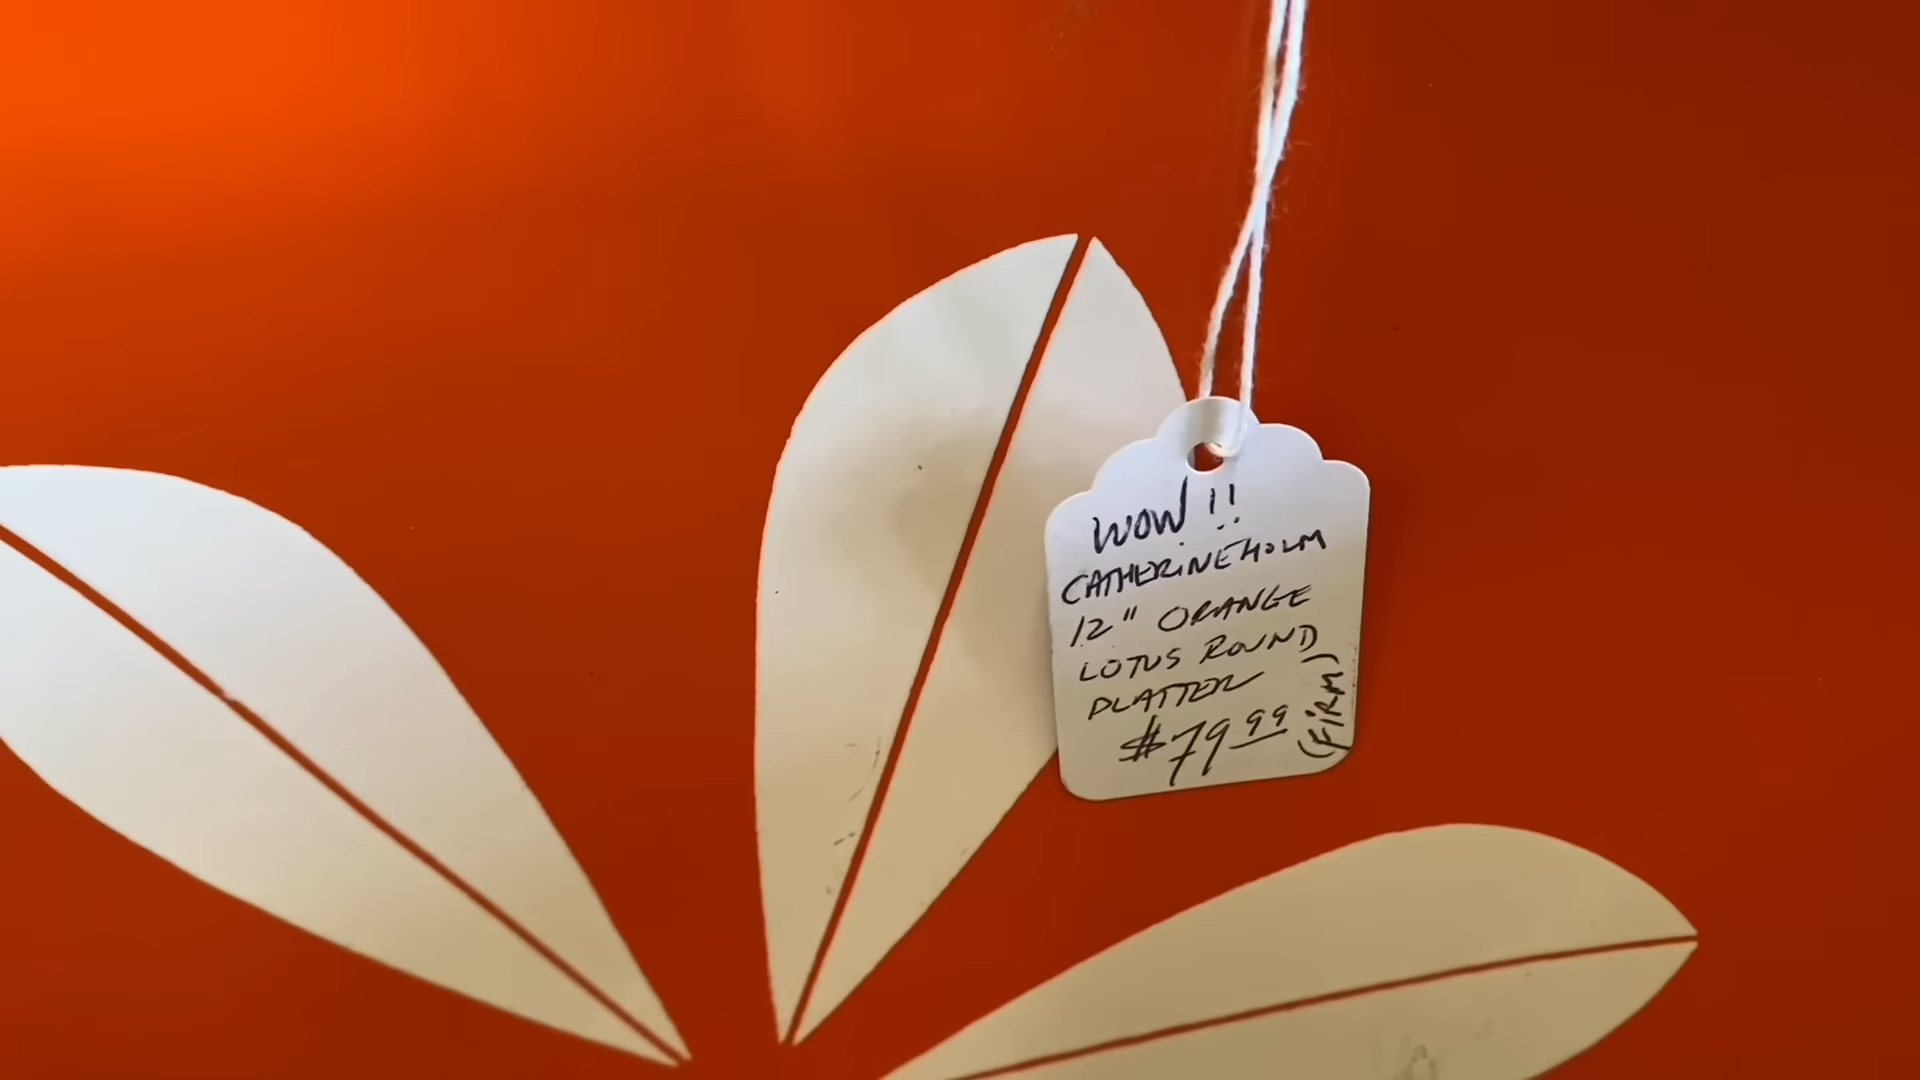 WOW!!
CATHERINEHOLM
12" ORANGE
LOTUS ROUND
PLATTER
$79.99
(FIRM)